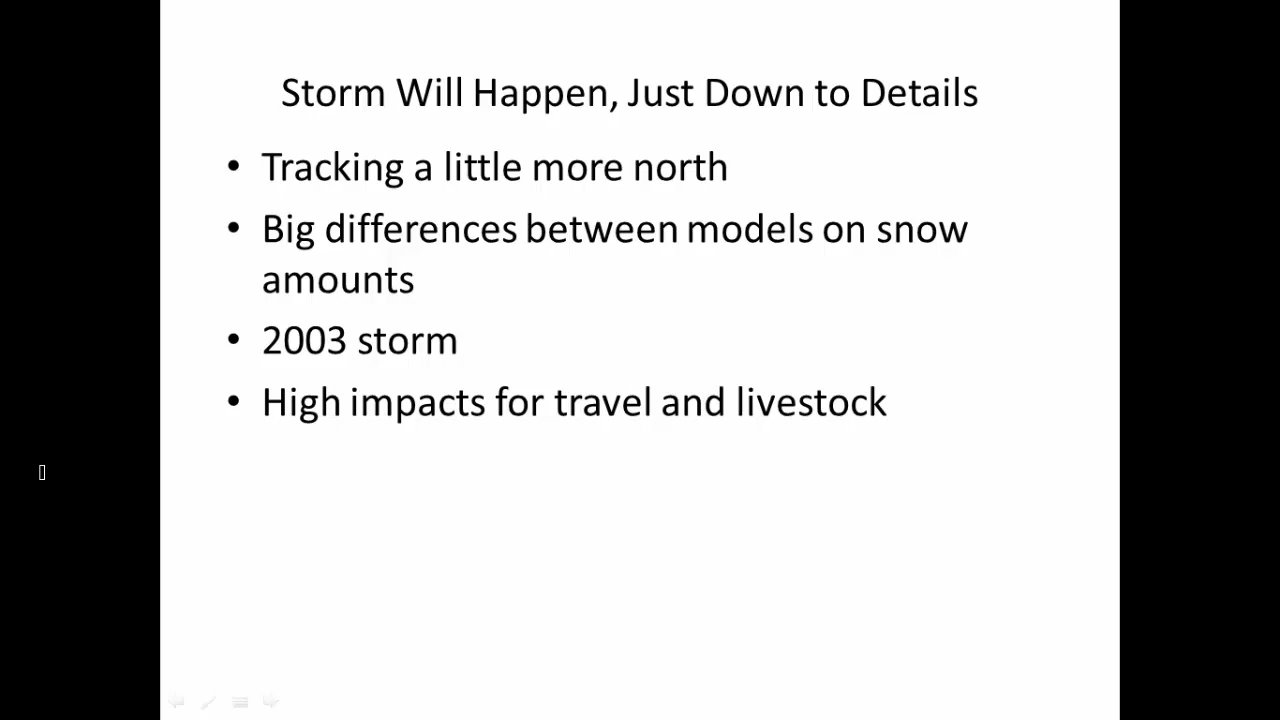 Storm Will Happen, Just Down to Details
• Tracking a little more north
• Big differences between models on snow
amounts
• 2003 storm
• High impacts for travel and livestock